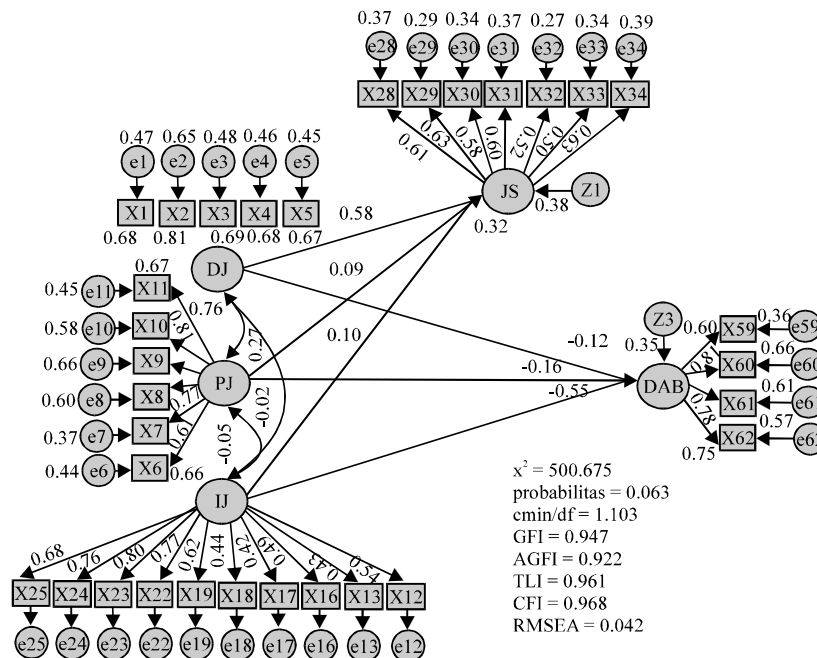 0.37 0.29 0.34 0.37 0.27 0.34 0.39
e28 e29 e30 e31 e32 e33 e34
X28 X29 X30 X31 X32 X33 X34
0.61 0.63 0.58 0.60 0.52 0.50 0.63
0.47 0.65 0.48 0.46 0.45
e1 e2 e3 e4 e5
X1 X2 X3 X4 X5
0.68 0.81 0.69 0.68 0.67
JS Z1
0.38
0.32
0.58
DJ
0.09
0.10
0.67
0.45 e11 X11
0.76
0.58 e10 X10
0.81
0.66 e9 X9
0.60 e8 X8
0.77
0.37 e7 X7
0.61
0.44 e6 X6
0.66
PJ
0.27
-0.02
-0.05
IJ
-0.12
-0.16
-0.55
Z3
0.35
DAB
0.60 X59 0.36 e59
0.81 X60 0.66 e60
X61 0.61 e61
0.78
0.75 X62 0.57
0.68 0.76 0.80 0.77 0.62 0.44 0.42 0.49 0.43 0.54
X25 X24 X23 X22 X19 X18 X17 X16 X13 X12
e25 e24 e23 e22 e19 e18 e17 e16 e13 e12
x² = 500.675
probabilitas = 0.063
cmin/df = 1.103
GFI = 0.947
AGFI = 0.922
TLI = 0.961
CFI = 0.968
RMSEA = 0.042